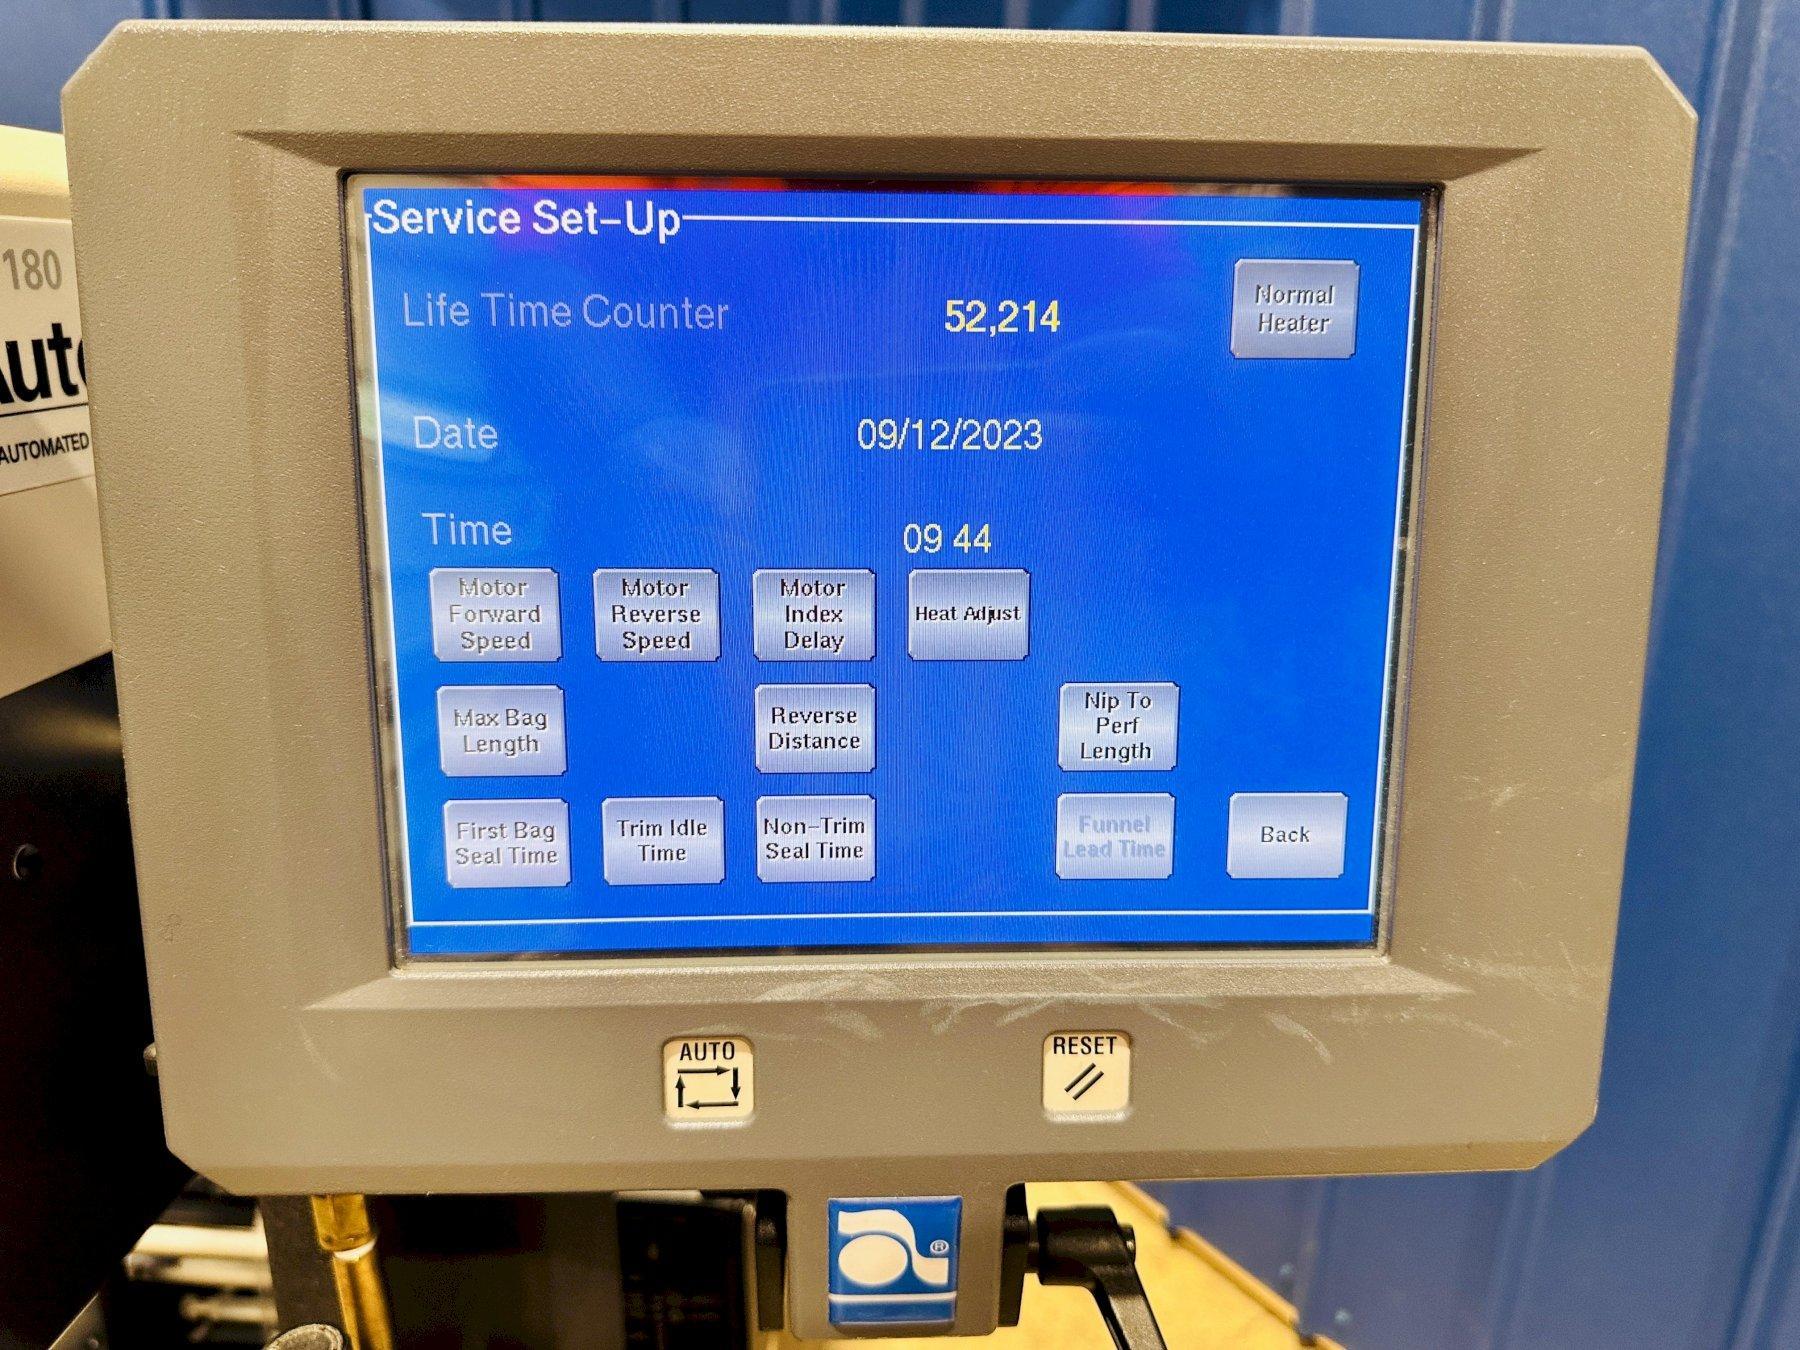 Service Set-Up
Life Time Counter 52,214
Normal
Heater
Date 09/12/2023
Time 09 44
Motor
Forward
Speed
Motor
Reverse
Speed
Motor
Index
Delay
Heat Adjust
Max Bag
Length
Reverse
Distance
Nip To
Perf
Length
First Bag
Seal Time
Trim Idle
Time
Non-Trim
Seal Time
Funnel
Lead Time
Back
AUTO
RESET
®
180
Auto
AUTOMATED